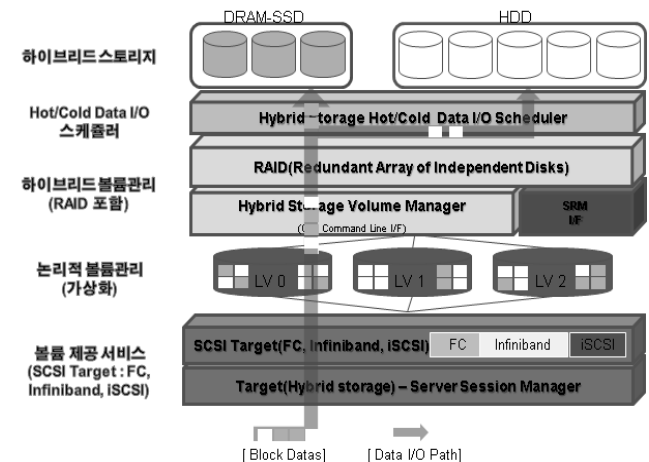 DRAM-SSD
HDD
하이브리드 스토리지
Hot/Cold Data I/O
스케쥴러
Hybrid Storage Hot/Cold Data I/O Scheduler
RAID(Redundant Array of Independent Disks)
하이브리드 볼륨관리
(RAID 포함)
Hybrid Storage Volume Manager
Command Line I/F)
SRM
I/F
논리적 볼륨관리
(가상화)
LV 0
LV 1
LV 2
볼륨 제공 서비스
(SCSI Target : FC,
Infiniband, iSCSI)
SCSI Target(FC, Infiniband, iSCSI)
FC
Infiniband
iSCSI
Target(Hybrid storage) – Server Session Manager
[ Block Datas]
[ Data I/O Path]